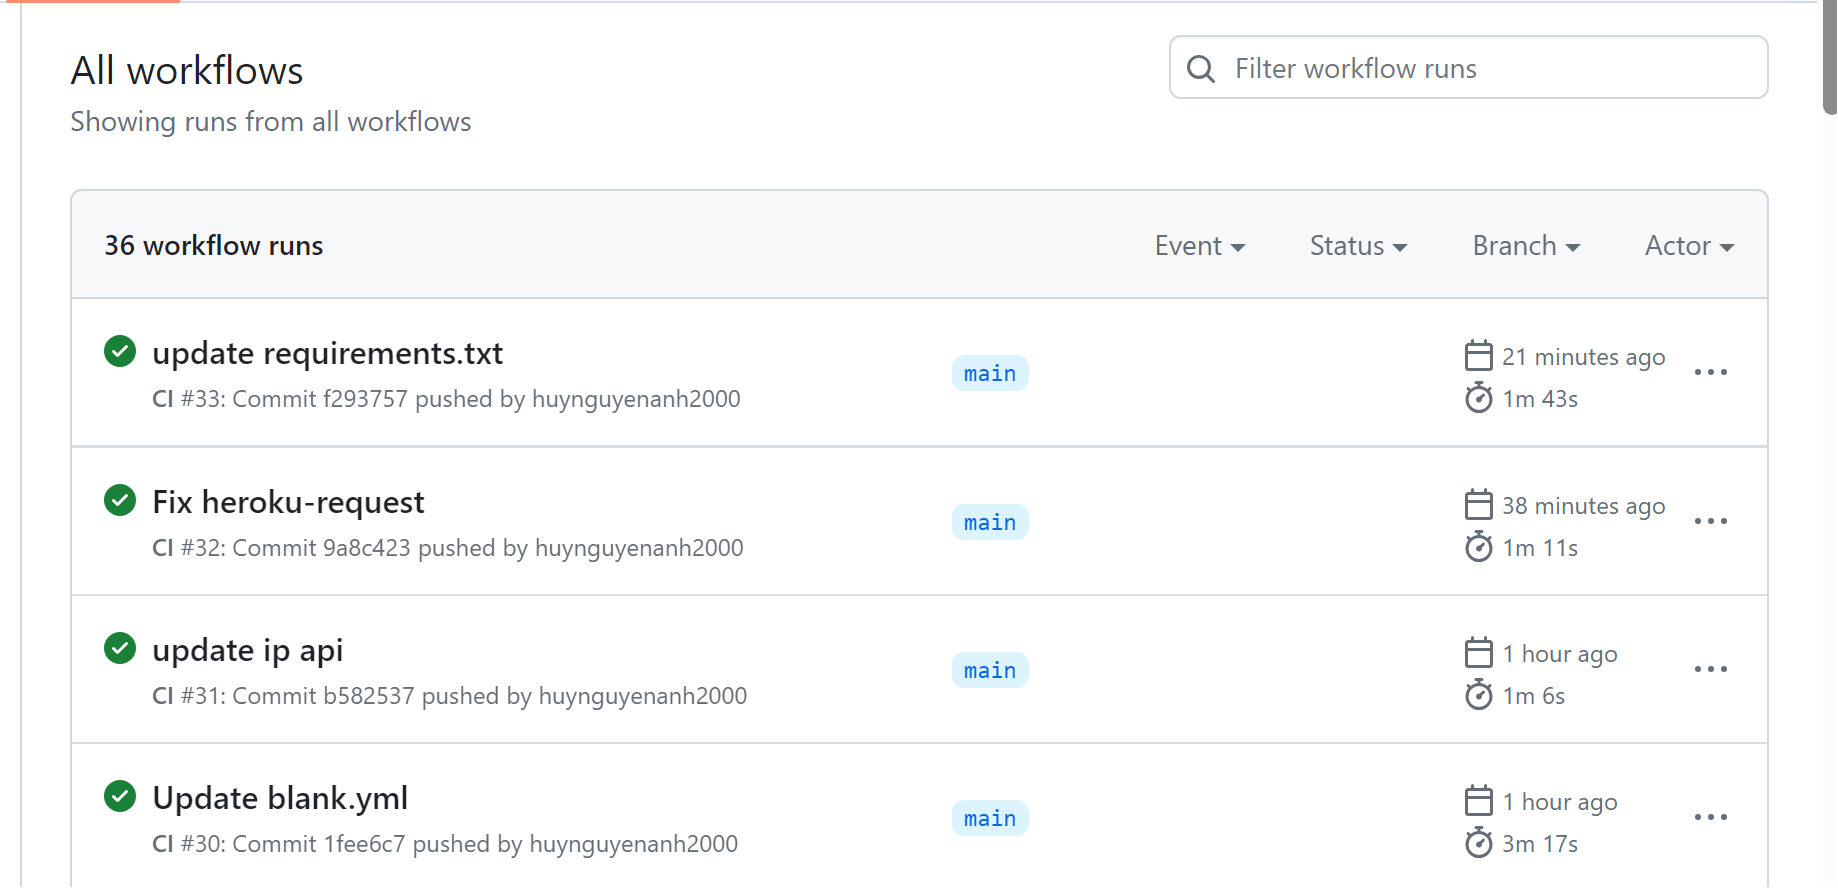 All workflows
Filter workflow runs
Showing runs from all workflows
36 workflow runs
Event
Status
Branch
Actor
update requirements.txt
CI #33: Commit f293757 pushed by huynguyenanh2000
main
21 minutes ago
1m 43s
Fix heroku-request
CI #32: Commit 9a8c423 pushed by huynguyenanh2000
main
38 minutes ago
1m 11s
update ip api
CI #31: Commit b582537 pushed by huynguyenanh2000
main
1 hour ago
1m 6s
Update blank.yml
CI #30: Commit 1fee6c7 pushed by huynguyenanh2000
main
1 hour ago
3m 17s